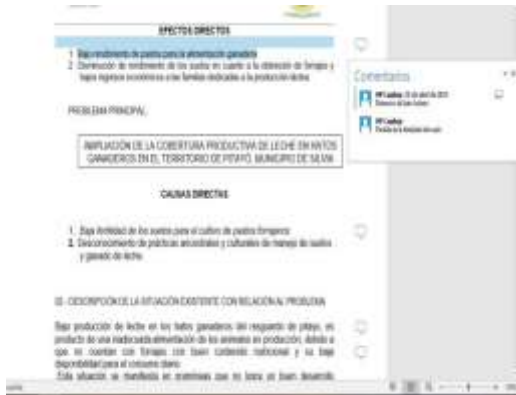 EFECTOS DIRECTOS
1. Bajo rendimiento de pastos para la alimentación ganadera
2. Disminución de rendimiento de los suelos en cuanto a la obtención de forrajes y
bajos ingresos económicos a las familias dedicadas a la producción láctea.
Comentarios
PROBLEMA PRINCIPAL.
AMPLIACIÓN DE LA COBERTURA PRODUCTIVA DE LECHE EN HATOS
GANADEROS EN EL TERRITORIO DE PITAYÓ, MUNICIPIO DE SILVIA
CAUSAS DIRECTAS
1. Baja fertilidad de los suelos para el cultivo de pastos forrajeros
2. Desconocimiento de prácticas ancestrales y culturales de manejo de suelos
y ganado de leche.
DESCRIPCIÓN DE LA SITUACIÓN EXISTENTE CON RELACIÓN AL PROBLEMA
Baja producción de leche en los hatos ganaderos del resguardo de pitayo, es
producto de una inadecuada alimentación de los animales en producción, debido a
que no cuentan con forrajes con buen contenido nutricional y su baja
disponibilidad para el consumo diario.
Esta situación se manifiesta en que no logra un buen desarrollo